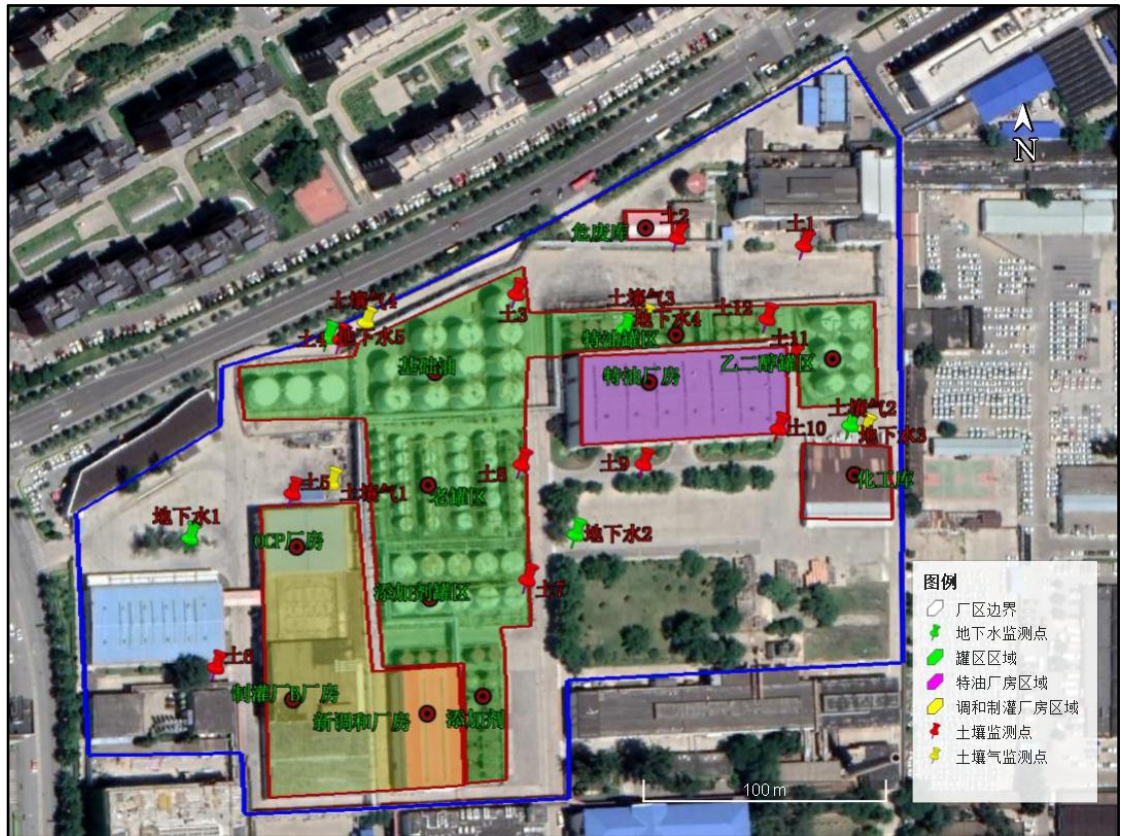 N
土2
土1
危废库
土壤气4
土壤气3
土12
土3
地下水4
土4
地下水5
特油罐区
土11
基础油
特油厂房
乙二醇罐区
土壤气2
土10
地下水3
土8
土9
土5
土壤气1
老罐区
化工库
地下水1
地下水2
OCP厂房
添加剂罐区
土7
土6
制灌厂B厂房
新调和厂房
添加剂
100 m
图例
厂区边界
地下水监测点
罐区区域
特油厂房区域
调和制灌厂房区域
土壤监测点
土壤气监测点